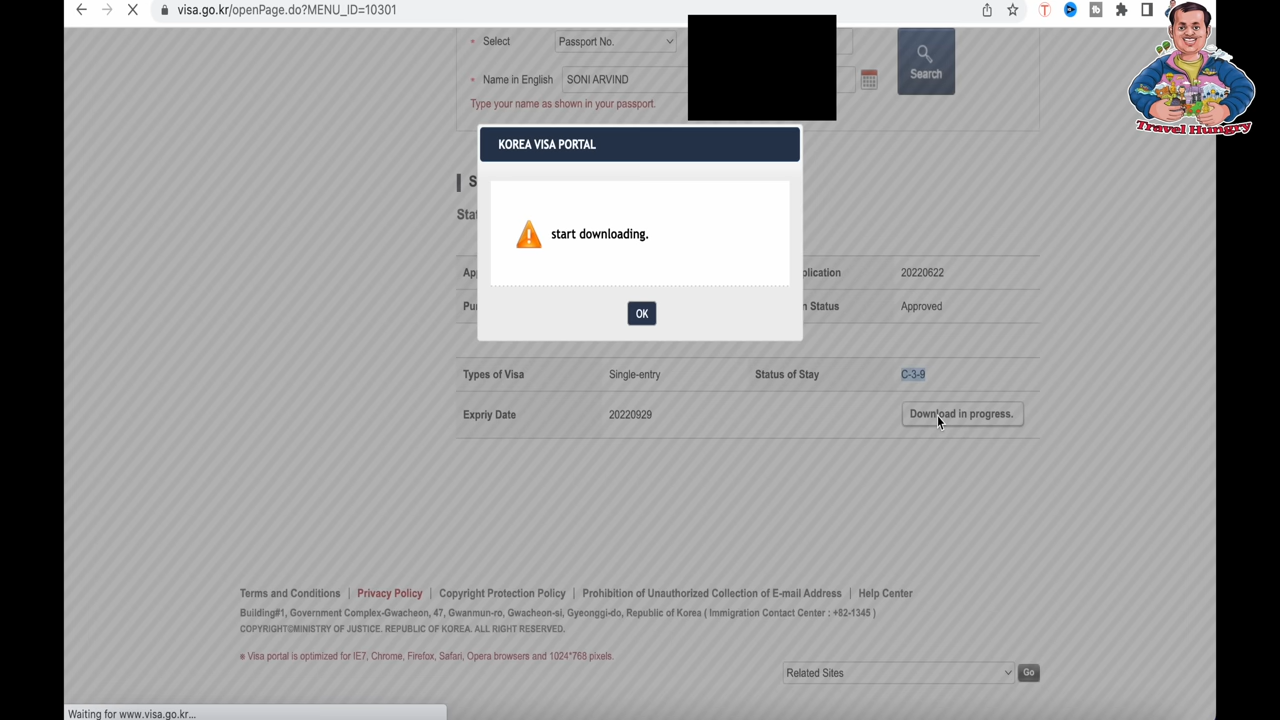 visa.go.kr/openPage.do?MENU_ID=10301
* Select Passport No.
* Name in English SONI ARVIND
Search
Type your name as shown in your passport.
Travel Hungry
KOREA VISA PORTAL
start downloading.
OK
20220622
Approved
Types of Visa Single-entry Status of Stay C-3-9
Expriy Date 20220929 Download in progress.
Terms and Conditions | Privacy Policy | Copyright Protection Policy | Prohibition of Unauthorized Collection of E-mail Address | Help Center
Building#1, Government Complex-Gwacheon, 47, Gwanmun-ro, Gwacheon-si, Gyeonggi-do, Republic of Korea ( Immigration Contact Center : +82-1345 )
COPYRIGHT©MINISTRY OF JUSTICE. REPUBLIC OF KOREA. ALL RIGHT RESERVED.
※ Visa portal is optimized for IE7, Chrome, Firefox, Safari, Opera browsers and 1024*768 pixels.
Related Sites Go
Waiting for www.visa.go.kr...